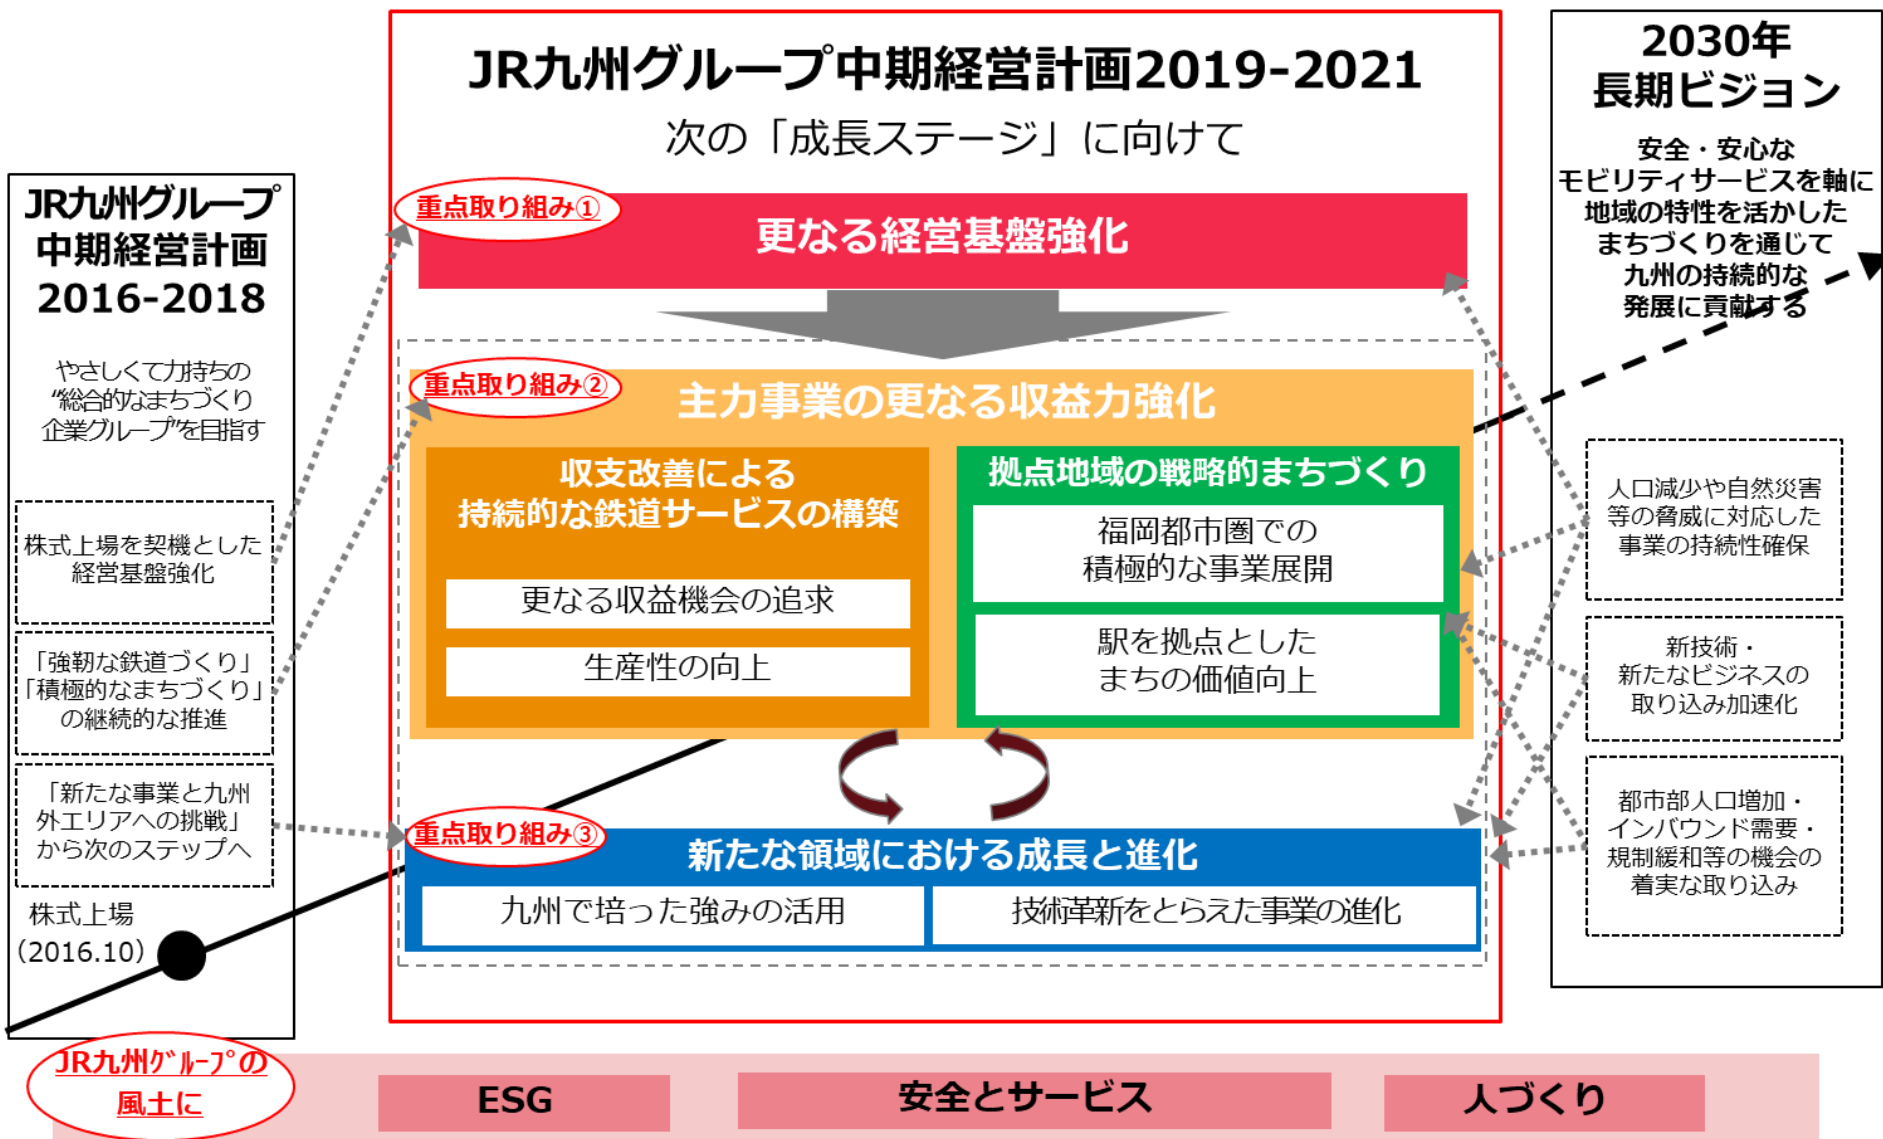 JR九州グループ
中期経営計画
2016-2018
やさしくて力持ちの
“総合的なまちづくり
企業グループ”を目指す
株式上場を契機とした
経営基盤強化
「強靭な鉄道づくり」
「積極的なまちづくり」
の継続的な推進
「新たな事業と九州
外エリアへの挑戦」
から次のステップへ
株式上場
（2016.10）
JR九州グループ中期経営計画2019-2021
次の「成長ステージ」に向けて
重点取り組み①
更なる経営基盤強化
重点取り組み②
主力事業の更なる収益力強化
収支改善による
持続的な鉄道サービスの構築
更なる収益機会の追求
生産性の向上
拠点地域の戦略的まちづくり
福岡都市圏での
積極的な事業展開
駅を拠点とした
まちの価値向上
重点取り組み③
新たな領域における成長と進化
九州で培った強みの活用
技術革新をとらえた事業の進化
2030年
長期ビジョン
安全・安心な
モビリティサービスを軸に
地域の特性を活かした
まちづくりを通じて
九州の持続的な
発展に貢献する
人口減少や自然災害
等の脅威に対応した
事業の持続性確保
新技術・
新たなビジネスの
取り込み加速化
都市部人口増加・
インバウンド需要・
規制緩和等の機会の
着実な取り込み
JR九州ｸﾞﾙｰﾌﾟの
風土に
ESG
安全とサービス
人づくり